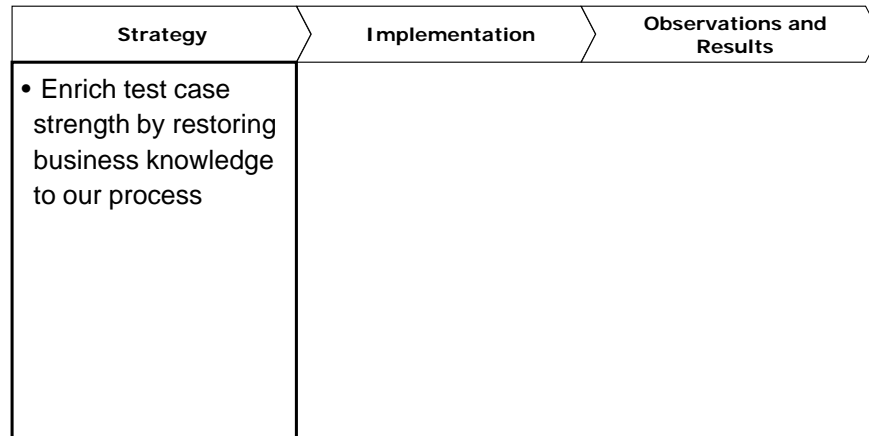 Strategy
Implementation
Observations and
Results
• Enrich test case
strength by restoring
business knowledge
to our process